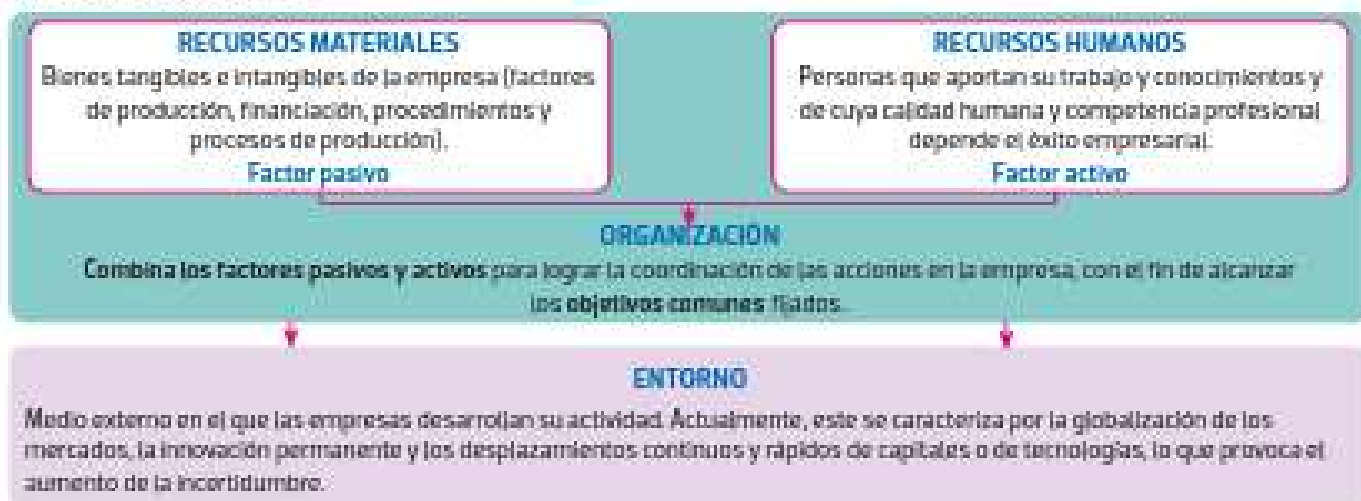 RECURSOS MATERIALES
Bienes tangibles e intangibles de la empresa (factores
de producción, financiación, procedimientos y
procesos de producción).
Factor pasivo
RECURSOS HUMANOS
Personas que aportan su trabajo y conocimientos y
de cuya calidad humana y competencia profesional
depende el éxito empresarial.
Factor activo
ORGANIZACIÓN
Combina los factores pasivos y activos para lograr la coordinación de las acciones en la empresa, con el fin de alcanzar
los objetivos comunes fijados.
ENTORNO
Medio externo en el que las empresas desarrollan su actividad. Actualmente, este se caracteriza por la globalización de los
mercados, la innovación permanente y los desplazamientos continuos y rápidos de capitales o de tecnologías, lo que provoca el
aumento de la incertidumbre.